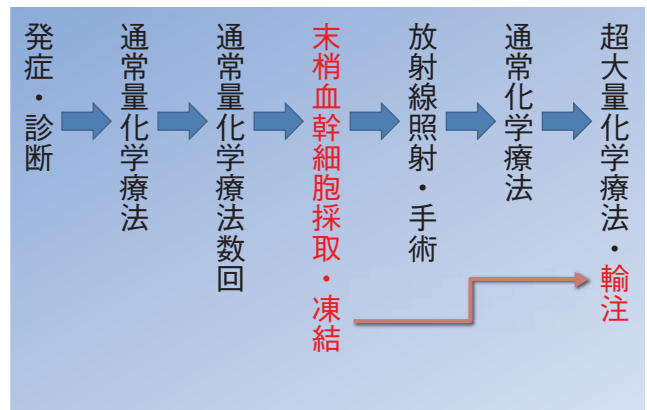 発症・診断
通常量化学療法
通常量化学療法数回
末梢血幹細胞採取・凍結
放射線照射・手術
通常化学療法
超大量化学療法・輸注